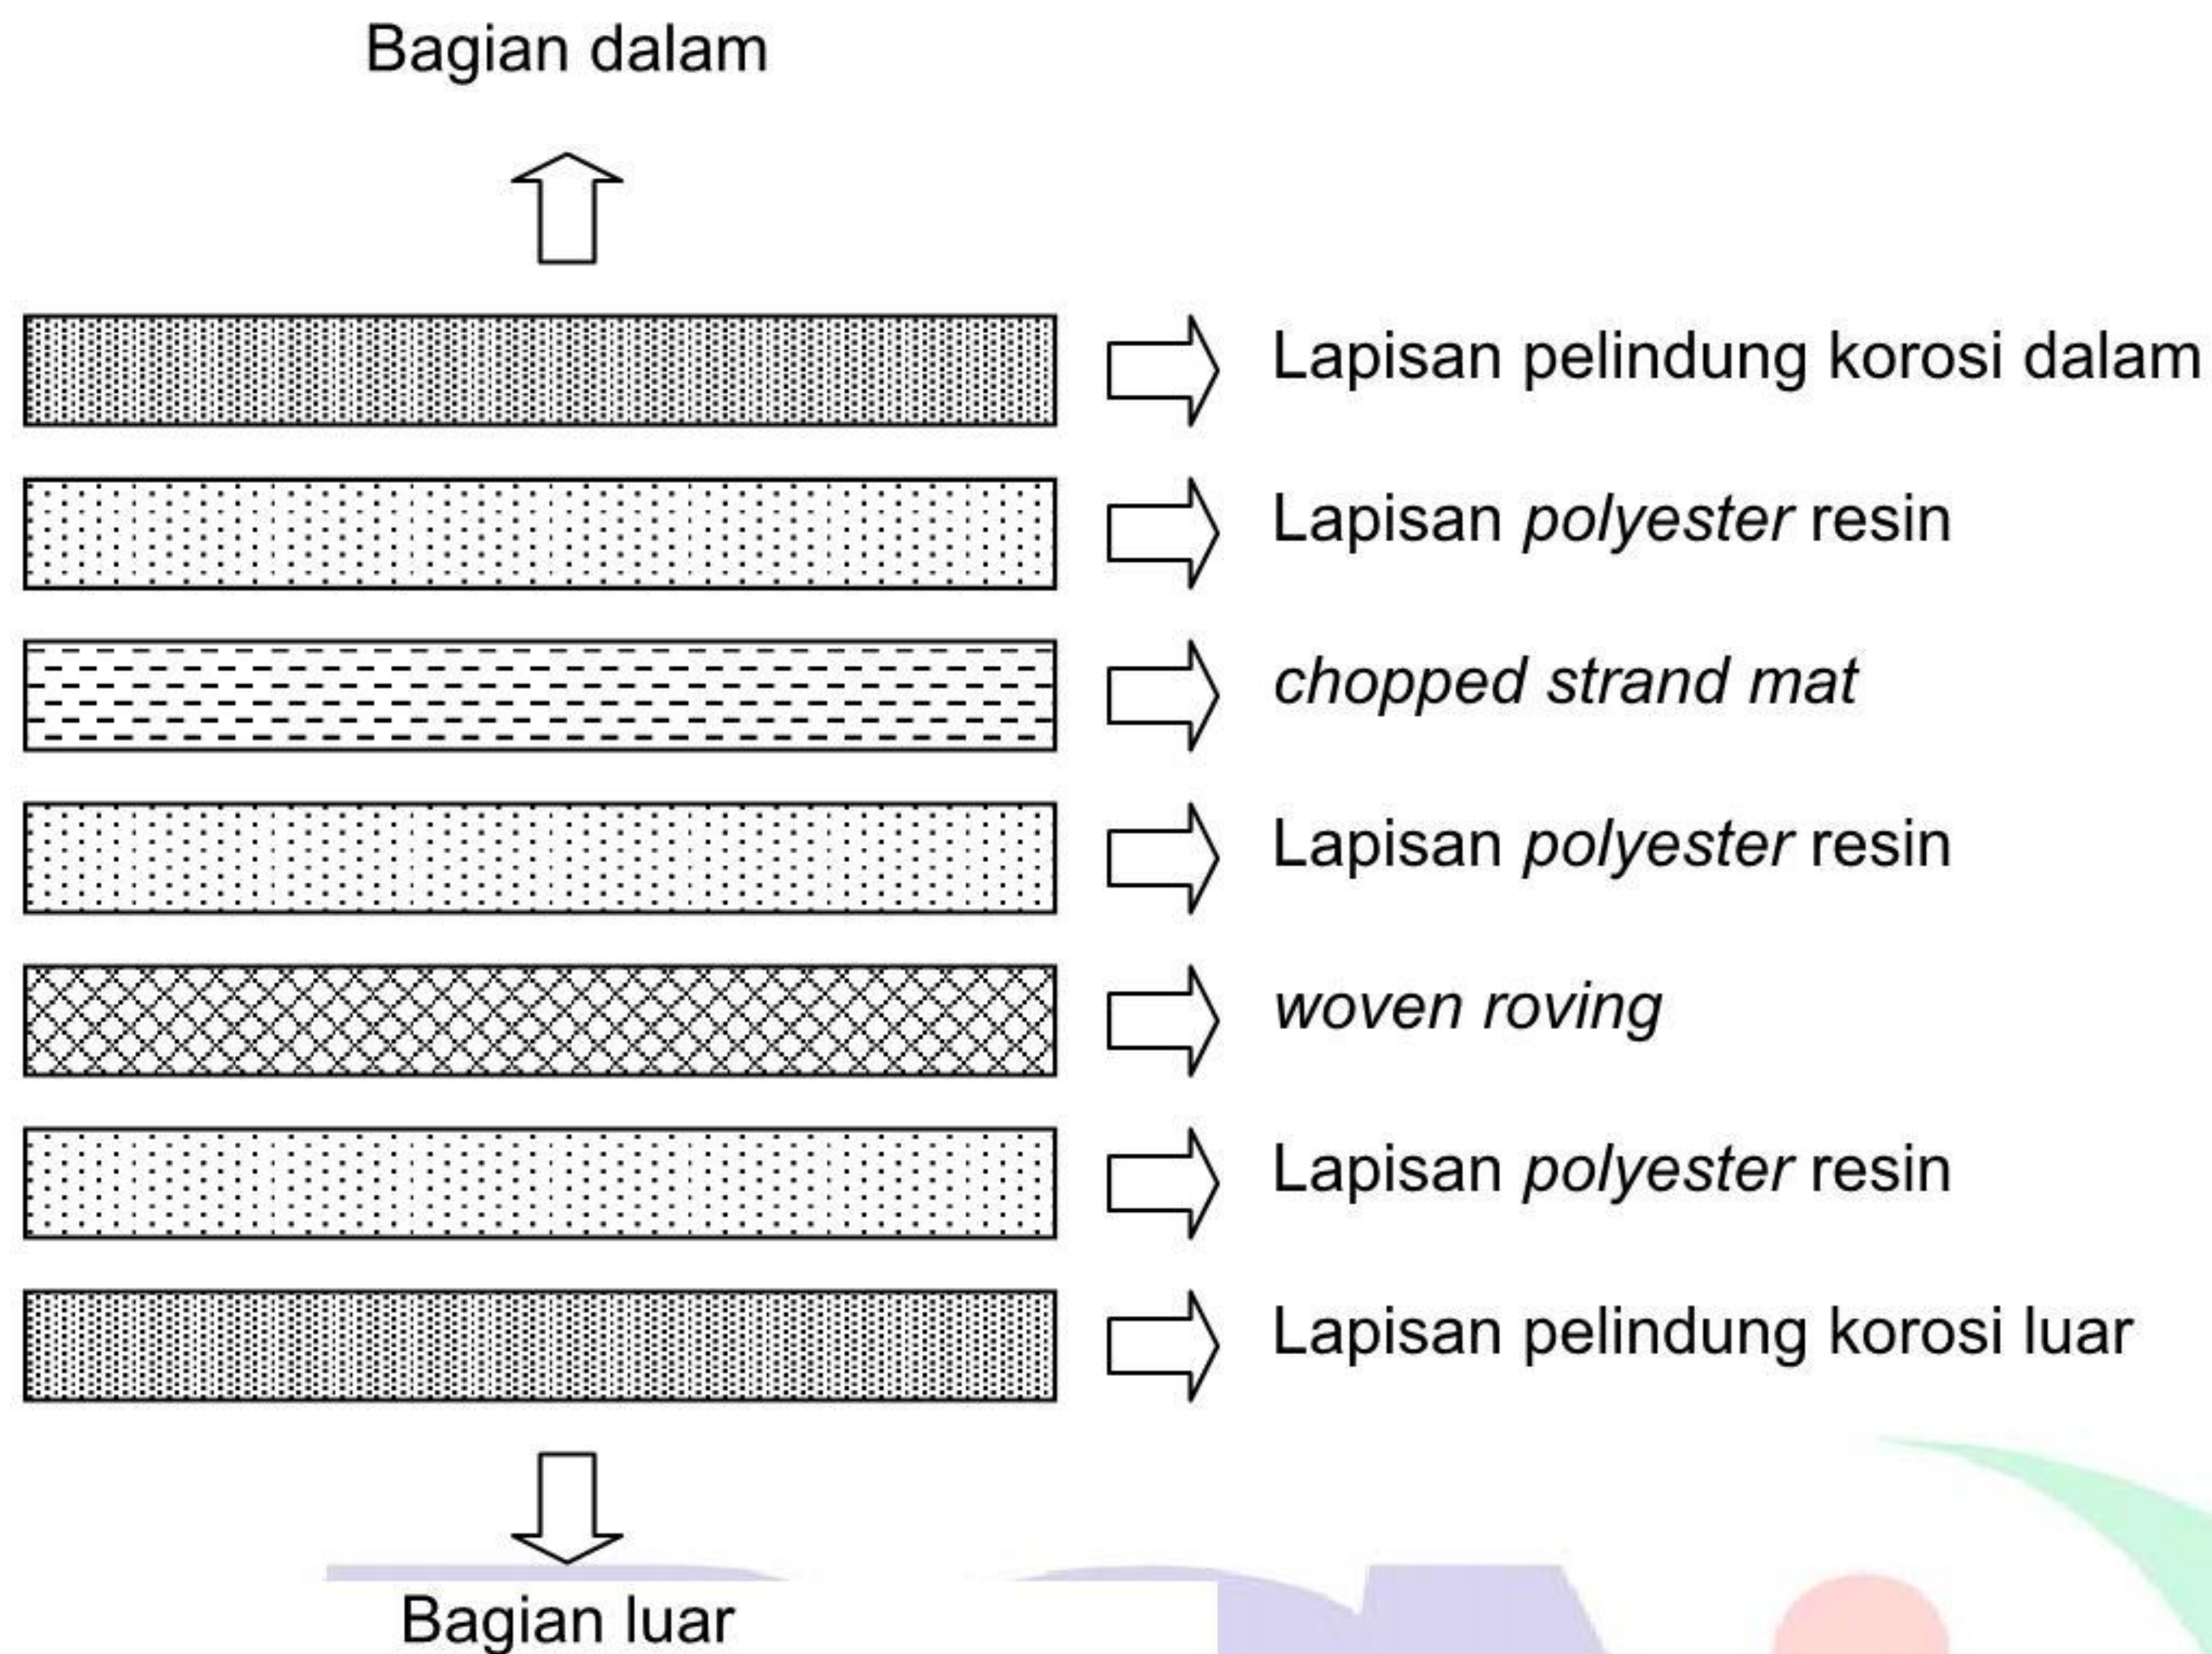 Bagian dalam
Lapisan pelindung korosi dalam
Lapisan polyester resin
chopped strand mat
Lapisan polyester resin
woven roving
Lapisan polyester resin
Lapisan pelindung korosi luar
Bagian luar